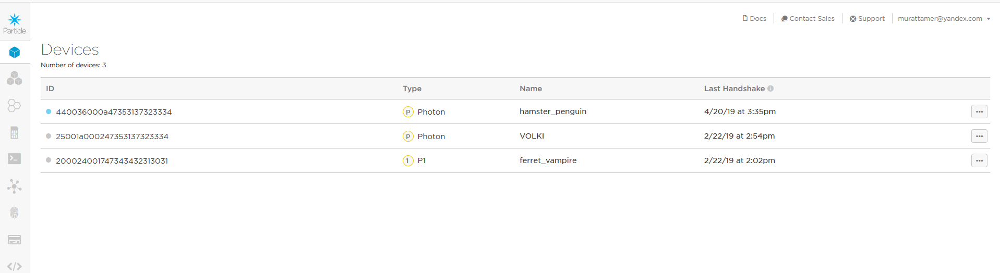 Particle
Docs Contact Sales Support murattamer@yandex.com
Devices
Number of devices: 3
ID Type Name Last Handshake
440036000a47353137323334 P Photon hamster_penguin 4/20/19 at 3:35pm
25001a000247353137323334 P Photon VOLKI 2/22/19 at 2:54pm
200024001747343432313031 1 P1 ferret_vampire 2/22/19 at 2:02pm